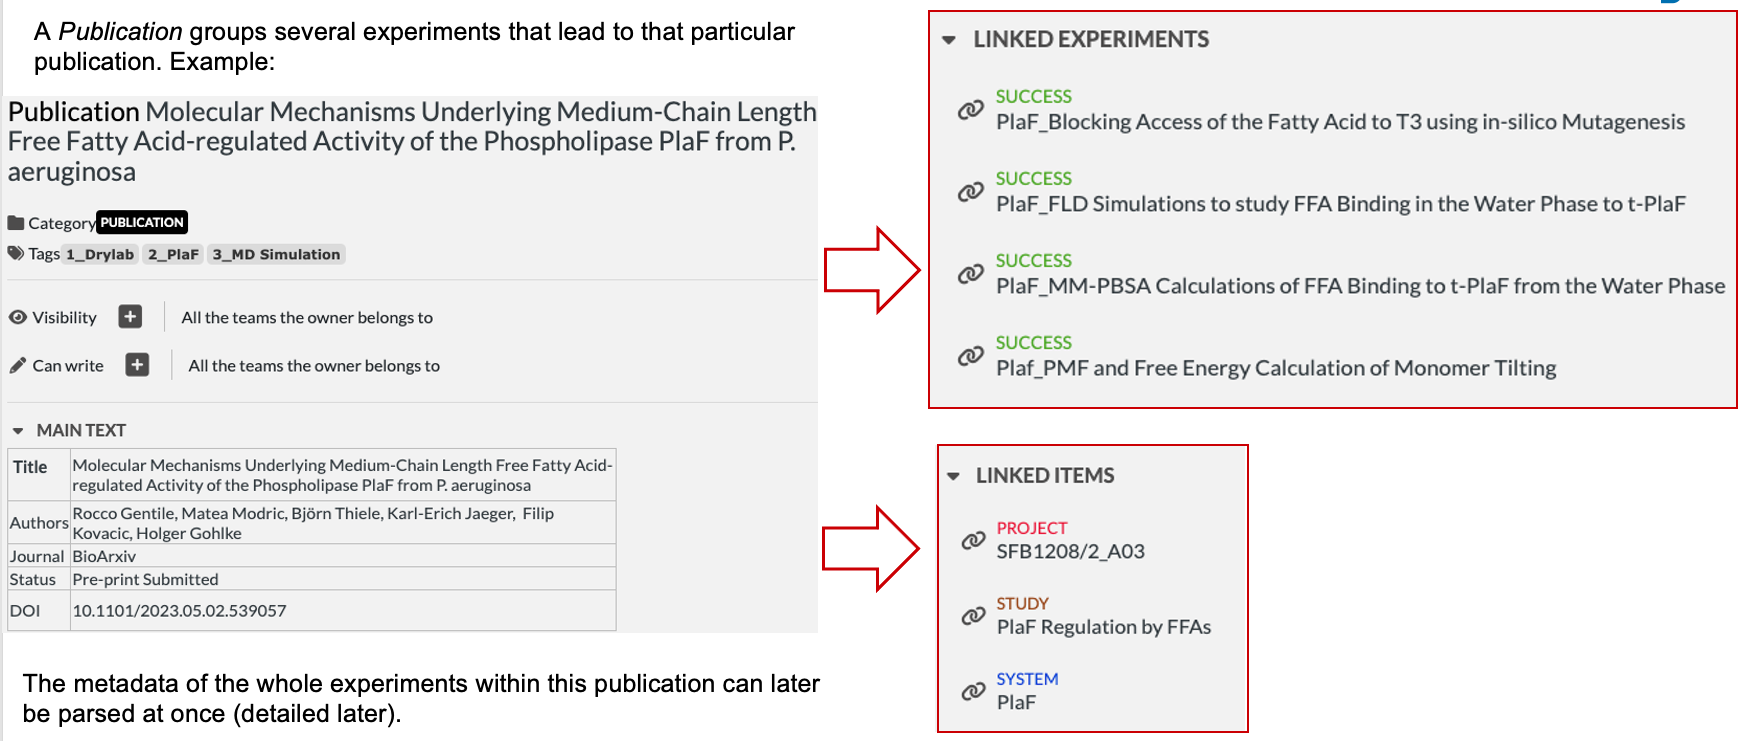 A Publication groups several experiments that lead to that particular
publication. Example:
Publication Molecular Mechanisms Underlying Medium-Chain Length
Free Fatty Acid-regulated Activity of the Phospholipase PlaF from P.
aeruginosa
Category PUBLICATION
Tags 1_Drylab 2_PlaF 3_MD Simulation
Visibility + All the teams the owner belongs to
Can write + All the teams the owner belongs to
MAIN TEXT
Title Molecular Mechanisms Underlying Medium-Chain Length Free Fatty Acid-
regulated Activity of the Phospholipase PlaF from P. aeruginosa
Authors Rocco Gentile, Matea Modric, Björn Thiele, Karl-Erich Jaeger, Filip
Kovacic, Holger Gohlke
Journal BioArxiv
Status Pre-print Submitted
DOI 10.1101/2023.05.02.539057
The metadata of the whole experiments within this publication can later
be parsed at once (detailed later).
LINKED EXPERIMENTS
SUCCESS
PlaF_Blocking Access of the Fatty Acid to T3 using in-silico Mutagenesis
SUCCESS
PlaF_FLD Simulations to study FFA Binding in the Water Phase to t-PlaF
SUCCESS
PlaF_MM-PBSA Calculations of FFA Binding to t-PlaF from the Water Phase
SUCCESS
Plaf_PMF and Free Energy Calculation of Monomer Tilting
LINKED ITEMS
PROJECT
SFB1208/2_A03
STUDY
PlaF Regulation by FFAs
SYSTEM
PlaF